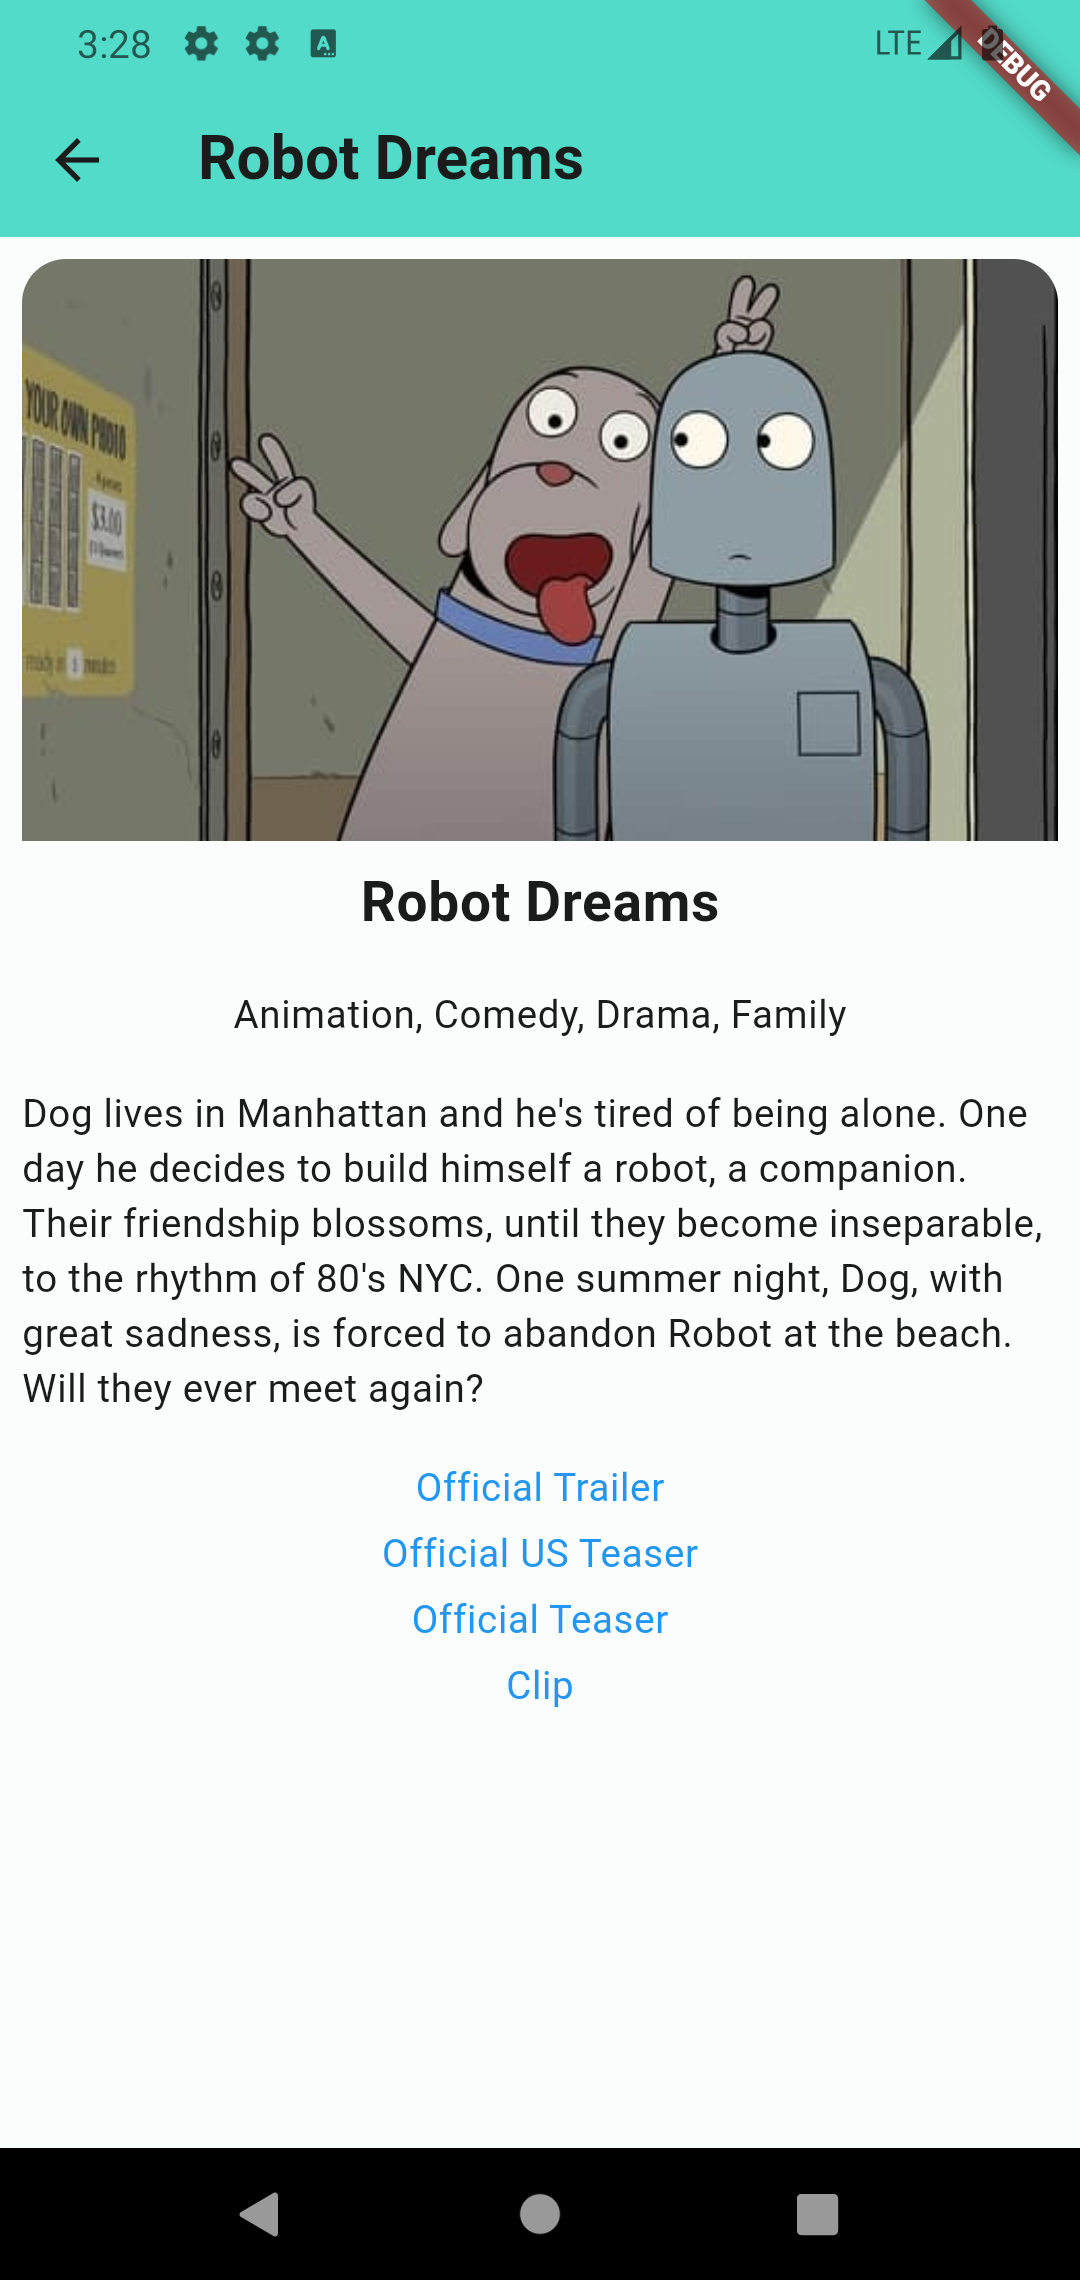 3:28
A
LTE
DEBUG
Robot Dreams
YOUR OWN PHOTO
$3.00
ready in
minutes
Robot Dreams
Animation, Comedy, Drama, Family
Dog lives in Manhattan and he's tired of being alone. One
day he decides to build himself a robot, a companion.
Their friendship blossoms, until they become inseparable,
to the rhythm of 80's NYC. One summer night, Dog, with
great sadness, is forced to abandon Robot at the beach.
Will they ever meet again?
Official Trailer
Official US Teaser
Official Teaser
Clip